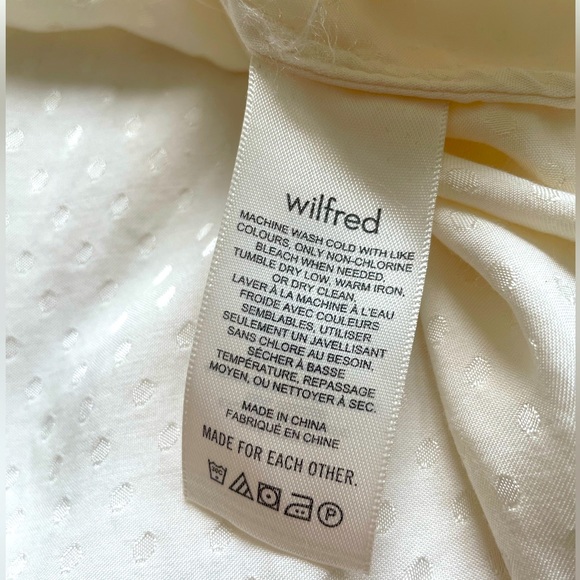 wilfred
MACHINE WASH COLD WITH LIKE
COLOURS, ONLY NON-CHLORINE
BLEACH WHEN NEEDED,
TUMBLE DRY LOW, WARM IRON.
OR DRY CLEAN,
LAVER À LA MACHINE À L'EAU
FROIDE AVEC COULEURS
SEMBLABLES, UTILISER
SEULEMENT UN JAVELLISANT
SANS CHLORE AU BESOIN.
SÉCHER À BASSE
TEMPÉRATURE, REPASSAGE
MOYEN, OU NETTOYER À SEC.
MADE IN CHINA
FABRIQUÉ EN CHINE
MADE FOR EACH OTHER.
30C P